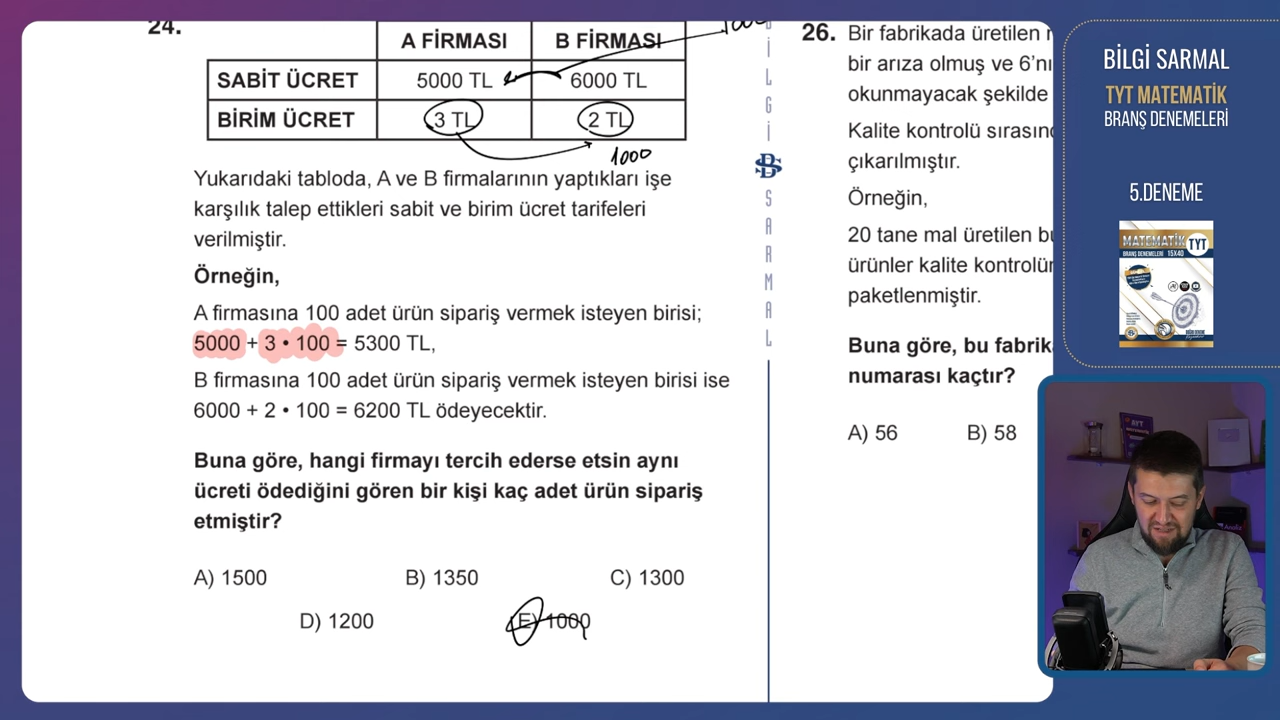 24.
A FİRMASI B FİRMASI
SABİT ÜCRET 5000 TL 6000 TL
BİRİM ÜCRET 3 TL 2 TL
1000
Yukarıdaki tabloda, A ve B firmalarının yaptıkları işe
karşılık talep ettikleri sabit ve birim ücret tarifeleri
verilmiştir.
Örneğin,
A firmasına 100 adet ürün sipariş vermek isteyen birisi;
5000 + 3 • 100 = 5300 TL,
B firmasına 100 adet ürün sipariş vermek isteyen birisi ise
6000 + 2 • 100 = 6200 TL ödeyecektir.
Buna göre, hangi firmayı tercih ederse etsin aynı
ücreti ödediğini gören bir kişi kaç adet ürün sipariş
etmiştir?
A) 1500 B) 1350 C) 1300
D) 1200 E) 1000
İLGİ
SARMAL
26. Bir fabrikada üretilen
bir arıza olmuş ve 6'nı
okunmayacak şekilde
Kalite kontrolü sırasın
çıkarılmıştır.
Örneğin,
20 tane mal üretilen bu
ürünler kalite kontrolün
paketlenmiştir.
Buna göre, bu fabrik
numarası kaçtır?
A) 56 B) 58
BİLGİ SARMAL
TYT MATEMATİK
BRANŞ DENEMELERİ
5.DENEME
MATEMATİK TYT
BRANŞ DENEMELERİ 15X40